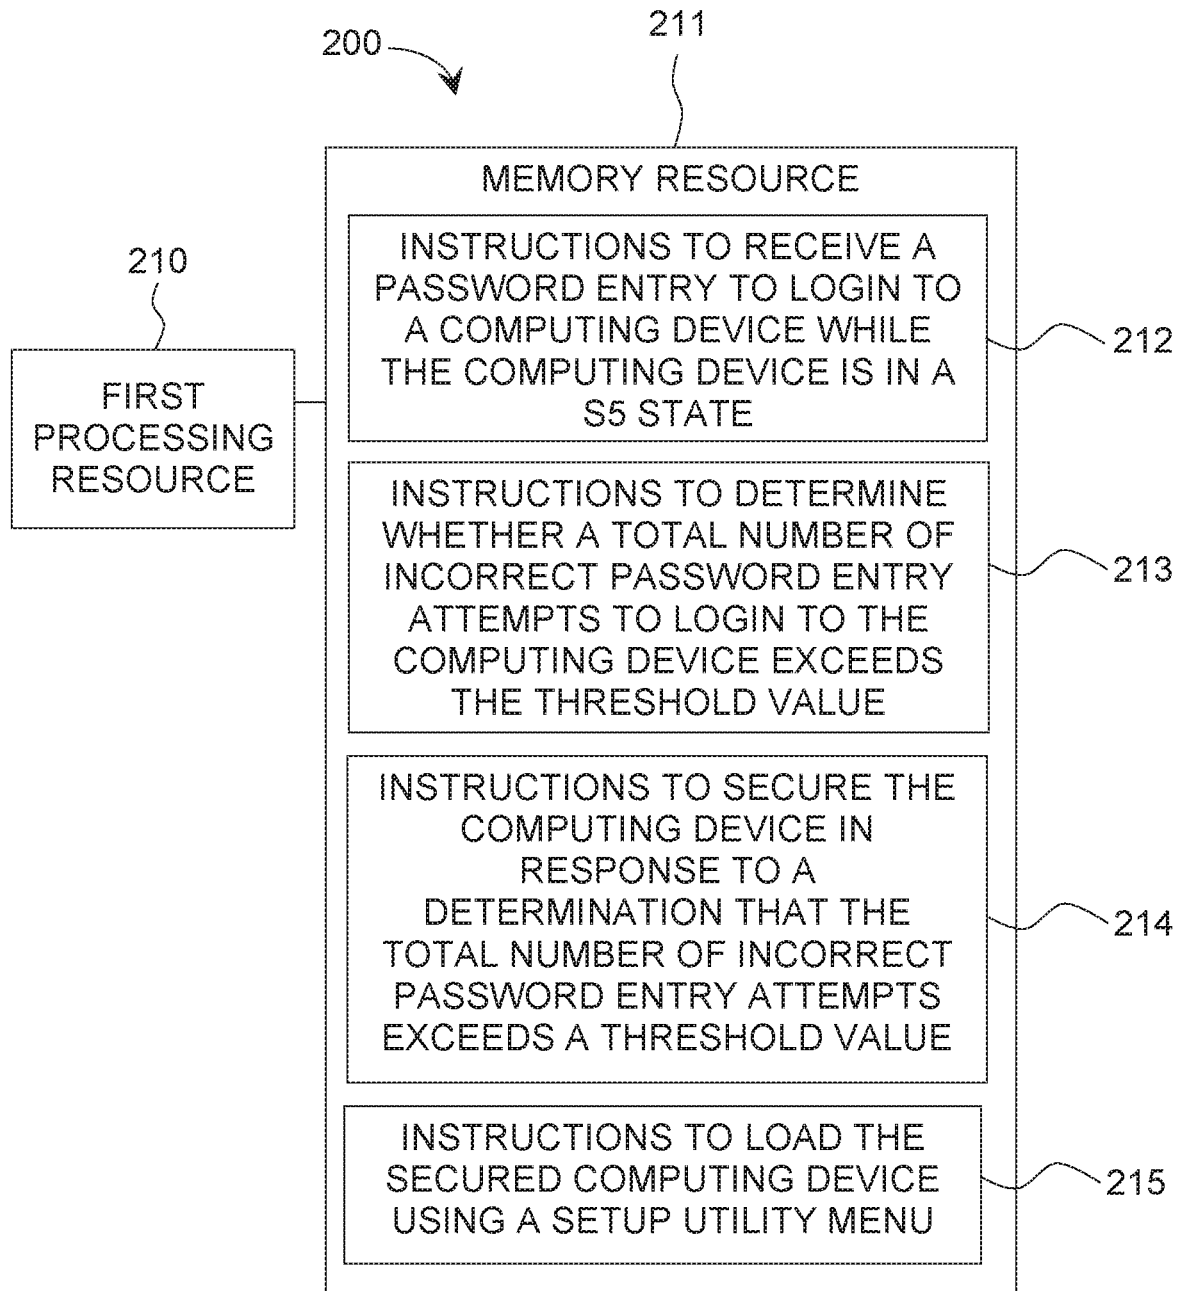 200
211
MEMORY RESOURCE
210
FIRST
PROCESSING
RESOURCE
INSTRUCTIONS TO RECEIVE A
PASSWORD ENTRY TO LOGIN TO
A COMPUTING DEVICE WHILE
THE COMPUTING DEVICE IS IN A
S5 STATE
212
INSTRUCTIONS TO DETERMINE
WHETHER A TOTAL NUMBER OF
INCORRECT PASSWORD ENTRY
ATTEMPTS TO LOGIN TO THE
COMPUTING DEVICE EXCEEDS
THE THRESHOLD VALUE
213
INSTRUCTIONS TO SECURE THE
COMPUTING DEVICE IN
RESPONSE TO A
DETERMINATION THAT THE
TOTAL NUMBER OF INCORRECT
PASSWORD ENTRY ATTEMPTS
EXCEEDS A THRESHOLD VALUE
214
INSTRUCTIONS TO LOAD THE
SECURED COMPUTING DEVICE
USING A SETUP UTILITY MENU
215